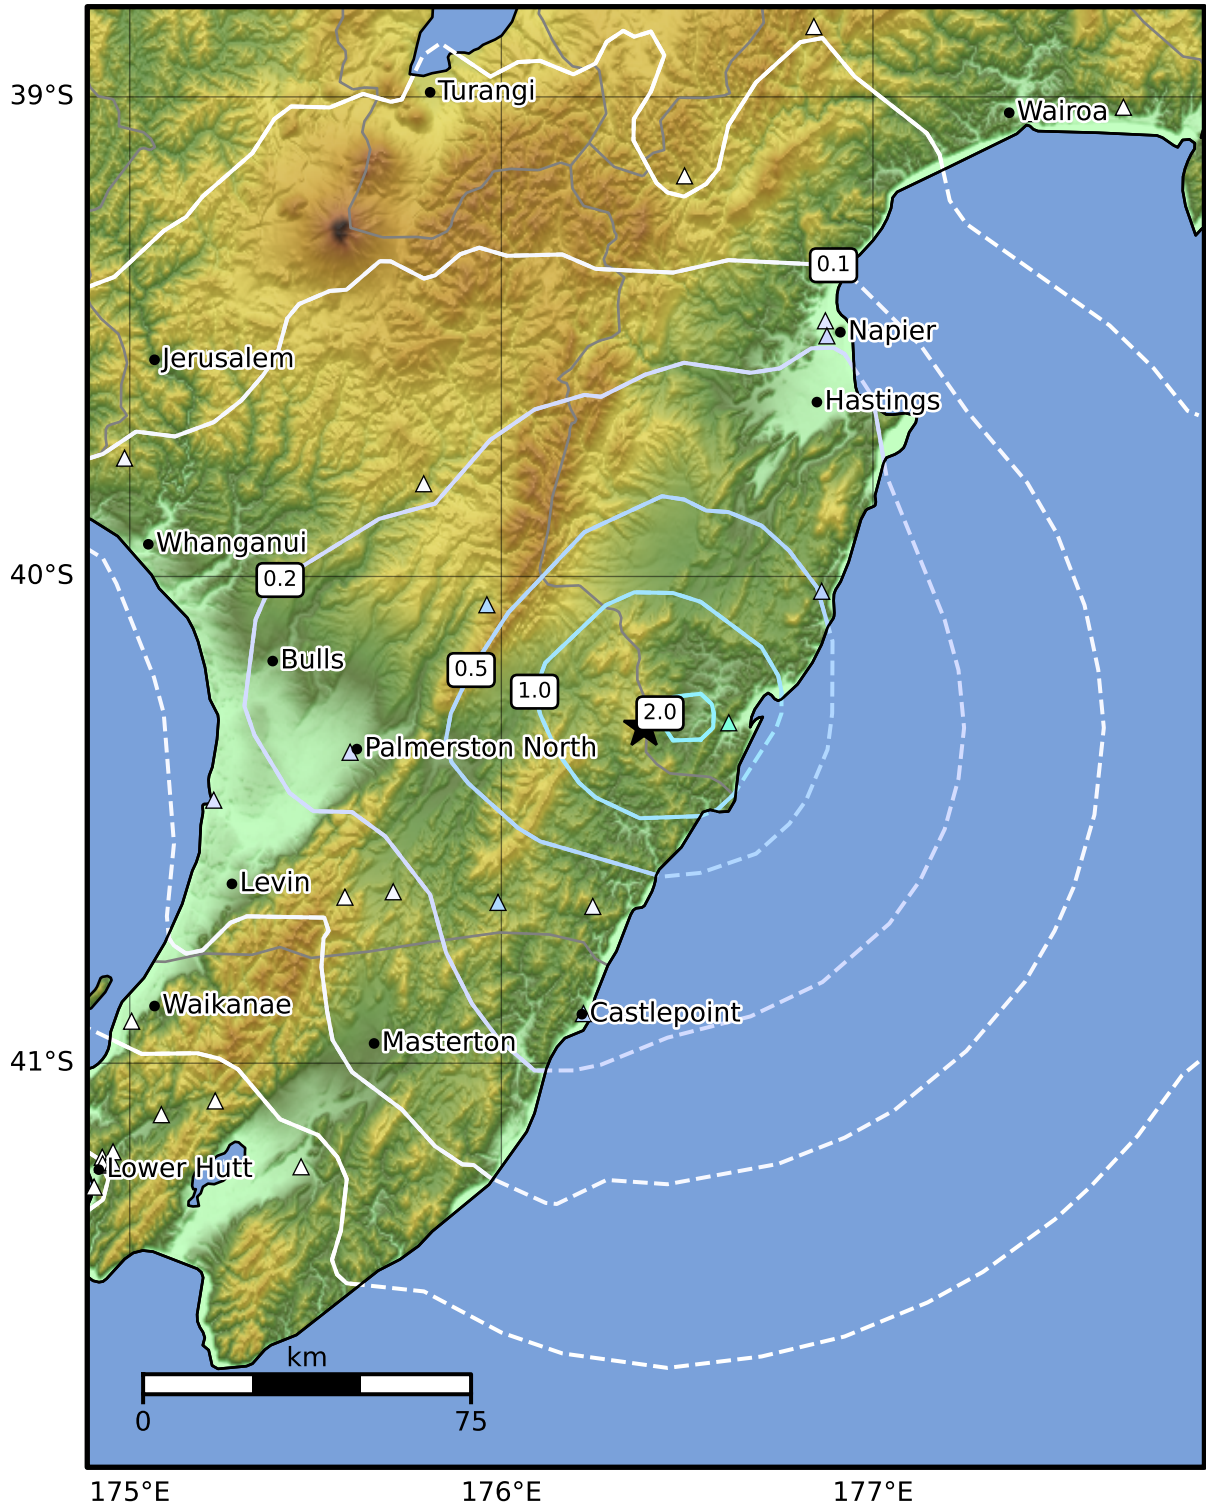 39°S
Turangi
Wairoa
0.1
Napier
Jerusalem
Hastings
Whanganui
40°S
0.2
Bulls
0.5
1.0
2.0
Palmerston North
Levin
Waikanae
Castlepoint
Masterton
41°S
Lower Hutt
km
0 75
175°E 176°E 177°E